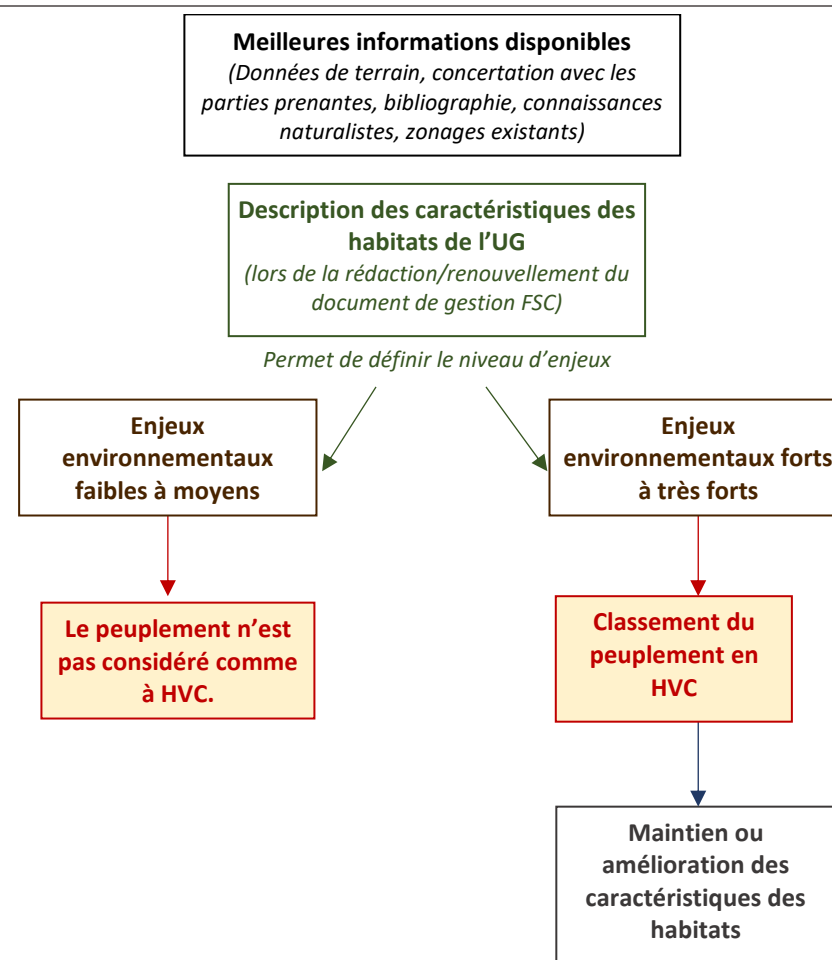 Meilleures informations disponibles
(Données de terrain, concertation avec les
parties prenantes, bibliographie, connaissances
naturalistes, zonages existants)
Description des caractéristiques des
habitats de l’UG
(lors de la rédaction/renouvellement du
document de gestion FSC)
Permet de définir le niveau d’enjeux
Enjeux
environnementaux
faibles à moyens
Enjeux
environnementaux forts
à très forts
Le peuplement n’est
pas considéré comme
à HVC.
Classement du
peuplement en
HVC
Maintien ou
amélioration des
caractéristiques des
habitats